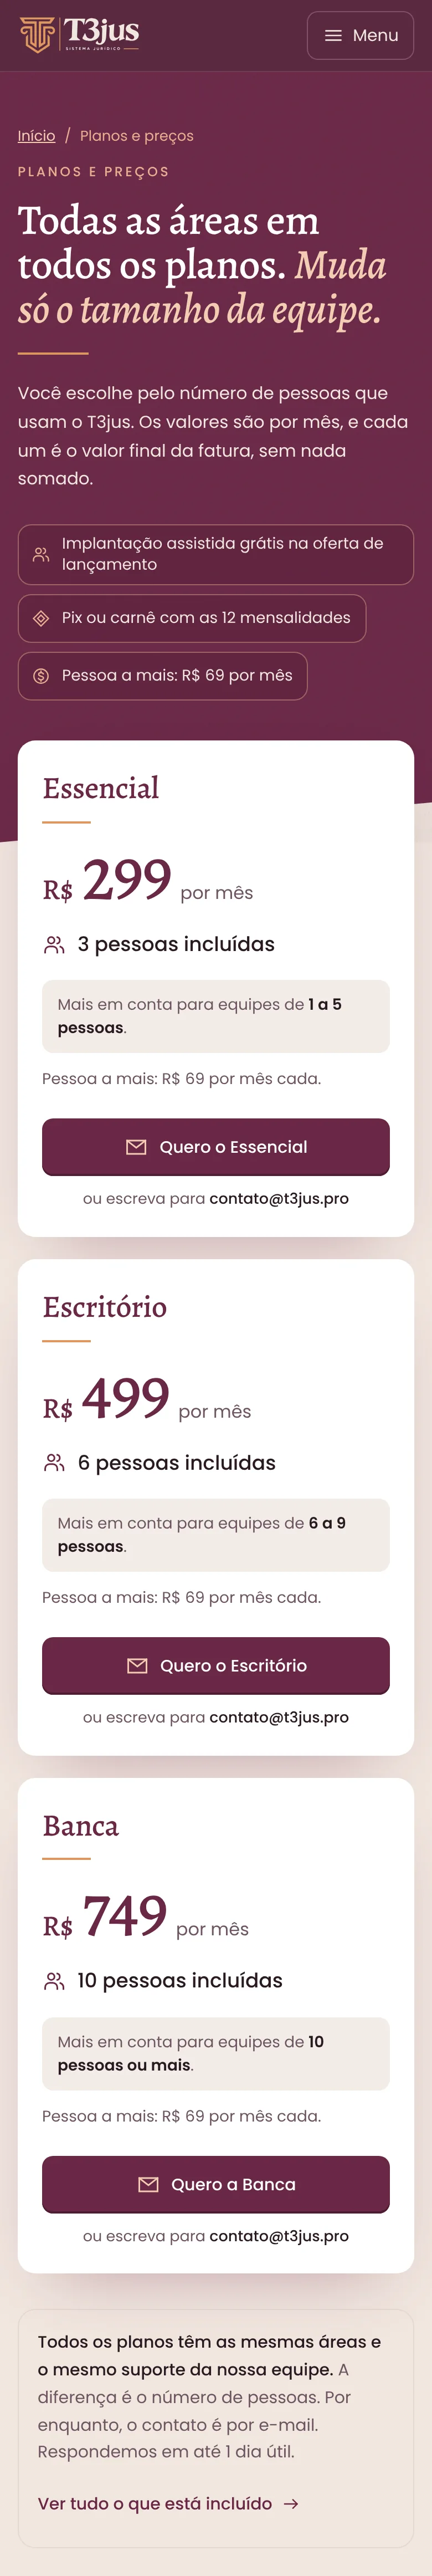 T3jus
SISTEMA JURÍDICO
Menu
Início / Planos e preços
PLANOS E PREÇOS
Todas as áreas em
todos os planos. Muda
só o tamanho da equipe.
Você escolhe pelo número de pessoas que
usam o T3jus. Os valores são por mês, e cada
um é o valor final da fatura, sem nada
somado.
Implantação assistida grátis na oferta de
lançamento
Pix ou carnê com as 12 mensalidades
Pessoa a mais: R$ 69 por mês
Essencial
R$ 299 por mês
3 pessoas incluídas
Mais em conta para equipes de 1 a 5
pessoas.
Pessoa a mais: R$ 69 por mês cada.
Quero o Essencial
ou escreva para contato@t3jus.pro
Escritório
R$ 499 por mês
6 pessoas incluídas
Mais em conta para equipes de 6 a 9
pessoas.
Pessoa a mais: R$ 69 por mês cada.
Quero o Escritório
ou escreva para contato@t3jus.pro
Banca
R$ 749 por mês
10 pessoas incluídas
Mais em conta para equipes de 10
pessoas ou mais.
Pessoa a mais: R$ 69 por mês cada.
Quero a Banca
ou escreva para contato@t3jus.pro
Todos os planos têm as mesmas áreas e
o mesmo suporte da nossa equipe. A
diferença é o número de pessoas. Por
enquanto, o contato é por e-mail.
Respondemos em até 1 dia útil.
Ver tudo o que está incluído →